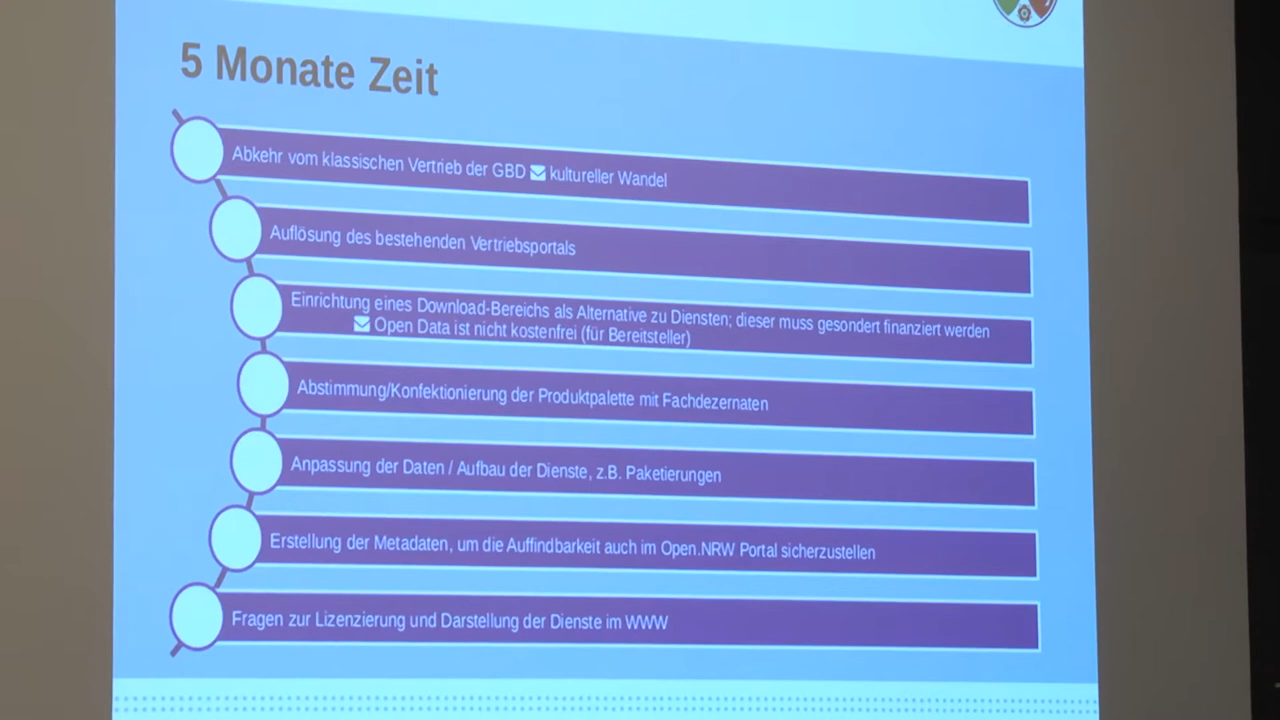 5 Monate Zeit
Abkehr vom klassischen Vertrieb der GBD ✉ kultureller Wandel
Auflösung des bestehenden Vertriebsportals
Einrichtung eines Download-Bereichs als Alternative zu Diensten; dieser muss gesondert finanziert werden
✉ Open Data ist nicht kostenfrei (für Bereitsteller)
Abstimmung/Konfektionierung der Produktpalette mit Fachdezernaten
Anpassung der Daten / Aufbau der Dienste, z.B. Paketierungen
Erstellung der Metadaten, um die Auffindbarkeit auch im Open.NRW Portal sicherzustellen
Fragen zur Lizenzierung und Darstellung der Dienste im WWW